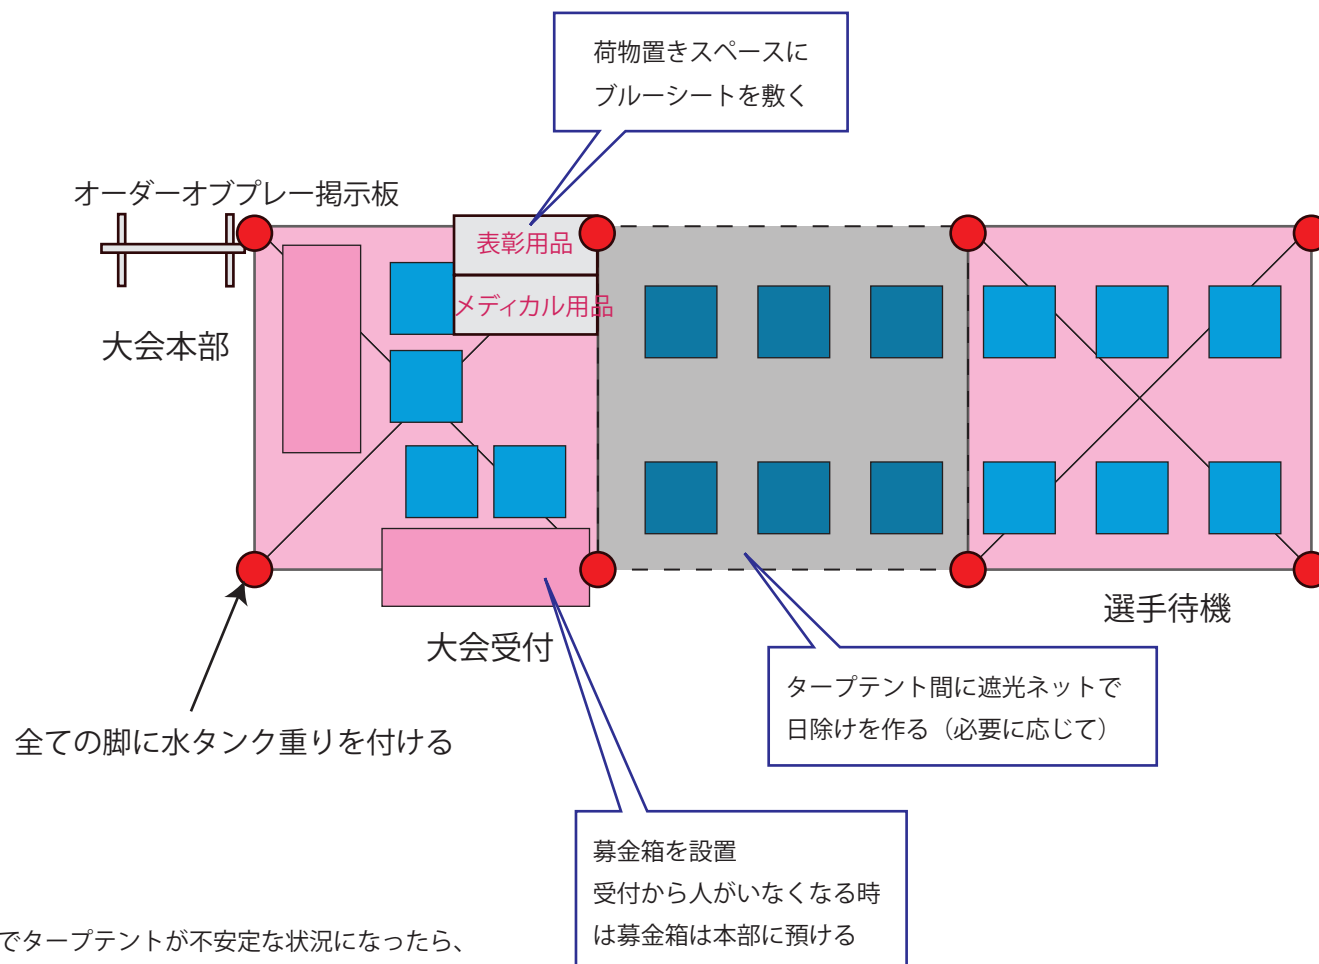 荷物置きスペースに
ブルーシートを敷く
オーダーオブプレー掲示板
表彰用品
メディカル用品
大会本部
選手待機
大会受付
タープテント間に遮光ネットで
日除けを作る（必要に応じて）
全ての脚に水タンク重りを付ける
募金箱を設置
受付から人がいなくなる時
は募金箱は本部に預ける
でタープテントが不安定な状況になったら、